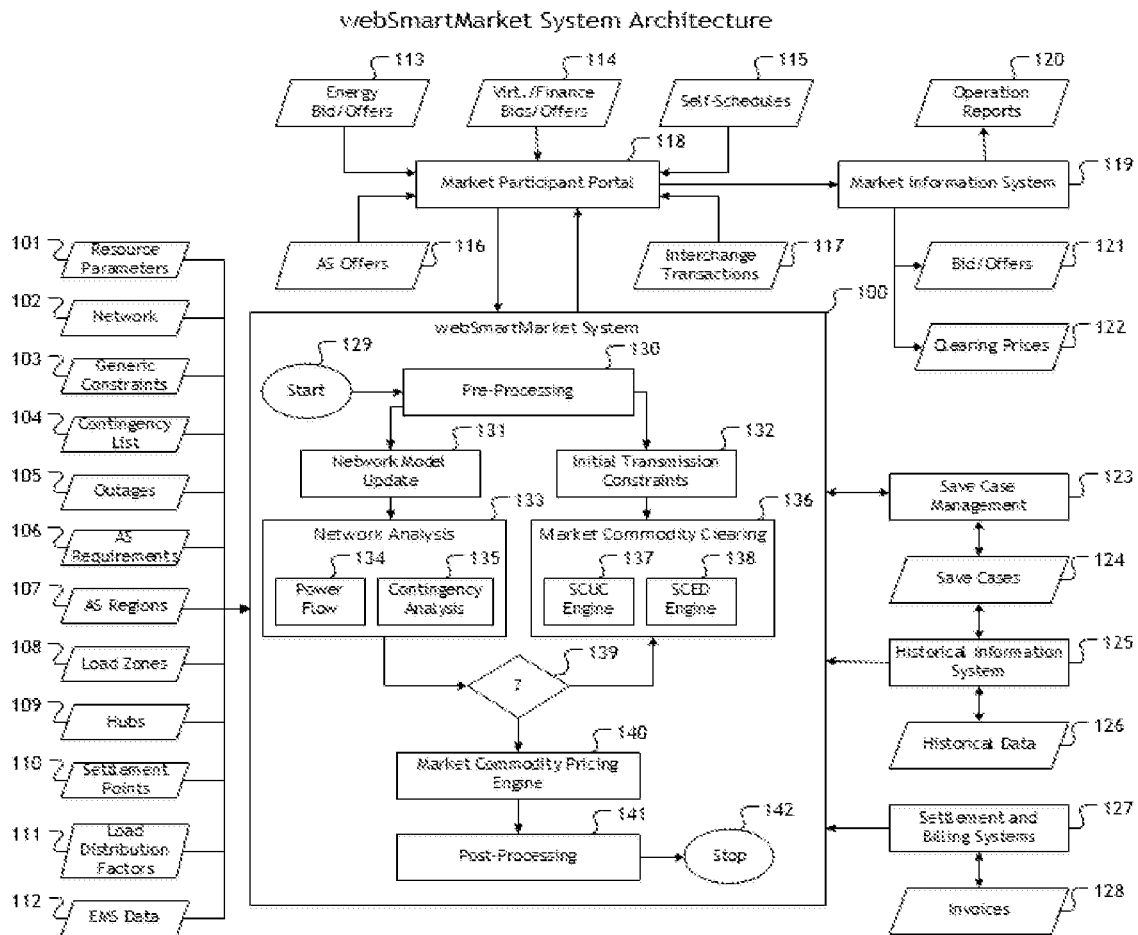 webSmartMarket System Architecture
113
Energy
Bid/Offers
114
Virt./Finance
Bids/Offers
115
Self-Schedules
120
Operation
Reports
118
Market Participant Portal
119
Market Information System
116
AS Offers
117
Interchange
Transactions
121
Bid/Offers
122
Clearing Prices
101
Resource
Parameters
102
Network
103
Generic
Constraints
104
Contingency
List
105
Outages
106
AS
Requirements
107
AS Regions
108
Load Zones
109
Hubs
110
Settlement
Points
111
Load
Distribution
Factors
112
EMS Data
100
webSmartMarket System
129
Start
130
Pre-Processing
131
Network Model
Update
132
Initial Transmission
Constraints
133
Network Analysis
134
Power
Flow
135
Contingency
Analysis
136
Market Commodity Clearing
137
SCUC
Engine
138
SCED
Engine
139
?
140
Market Commodity Pricing
Engine
141
Post-Processing
142
Stop
123
Save Case
Management
124
Save Cases
125
Historical Information
System
126
Historical Data
127
Settlement and
Billing Systems
128
Invoices